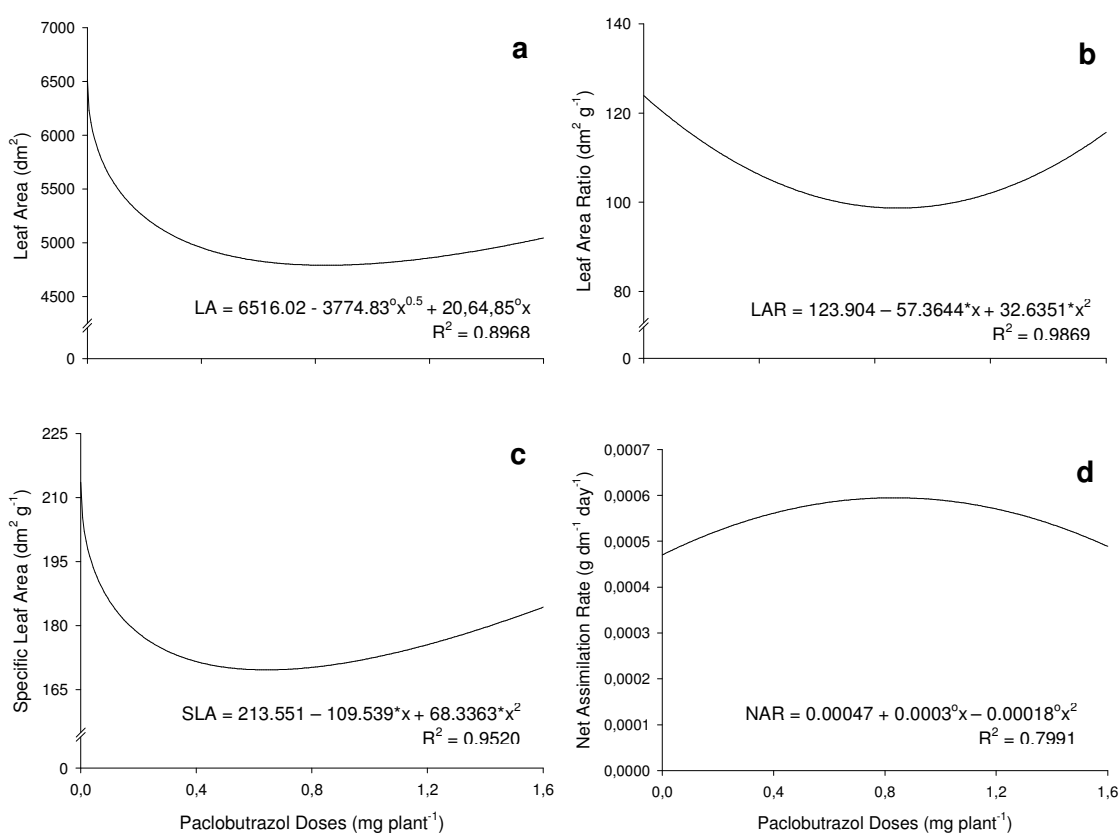 a
7000
6500
6000
5500
5000
4500
0
Leaf Area (dm²)
LA = 6516.02 - 3774.83ºx⁰·⁵ + 20,64,85ºx
R² = 0.8968
b
140
120
100
80
0
Leaf Area Ratio (dm² g⁻¹)
LAR = 123.904 – 57.3644*x + 32.6351*x²
R² = 0.9869
c
225
210
195
180
165
0
Specific Leaf Area (dm² g⁻¹)
SLA = 213.551 – 109.539*x + 68.3363*x²
R² = 0.9520
0,0 0,4 0,8 1,2 1,6
Paclobutrazol Doses (mg plant⁻¹)
d
0,0007
0,0006
0,0005
0,0004
0,0003
0,0002
0,0001
0,0000
Net Assimilation Rate (g dm⁻¹ day⁻¹)
NAR = 0.00047 + 0.0003ºx – 0.00018ºx²
R² = 0.7991
0,0 0,4 0,8 1,2 1,6
Paclobutrazol Doses (mg plant⁻¹)